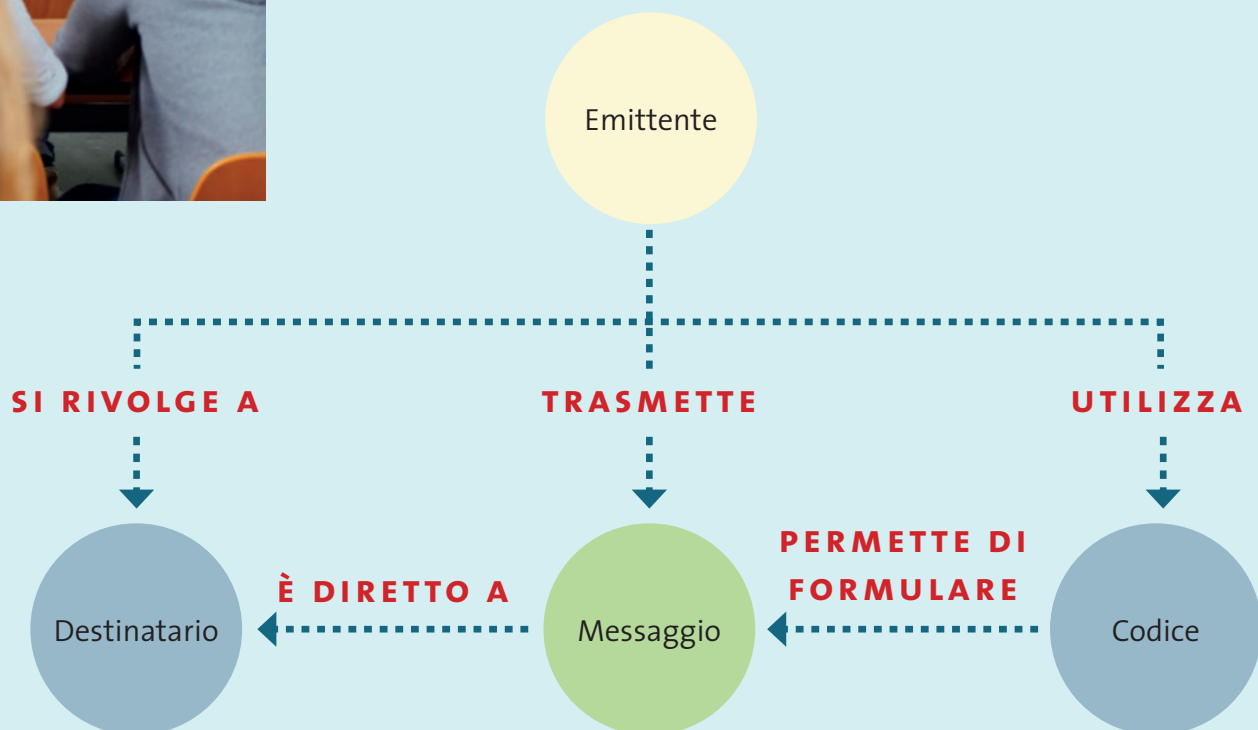 Emittente
SI RIVOLGE A
TRASMETTE
UTILIZZA
PERMETTE DI
FORMULARE
È DIRETTO A
Destinatario
Messaggio
Codice